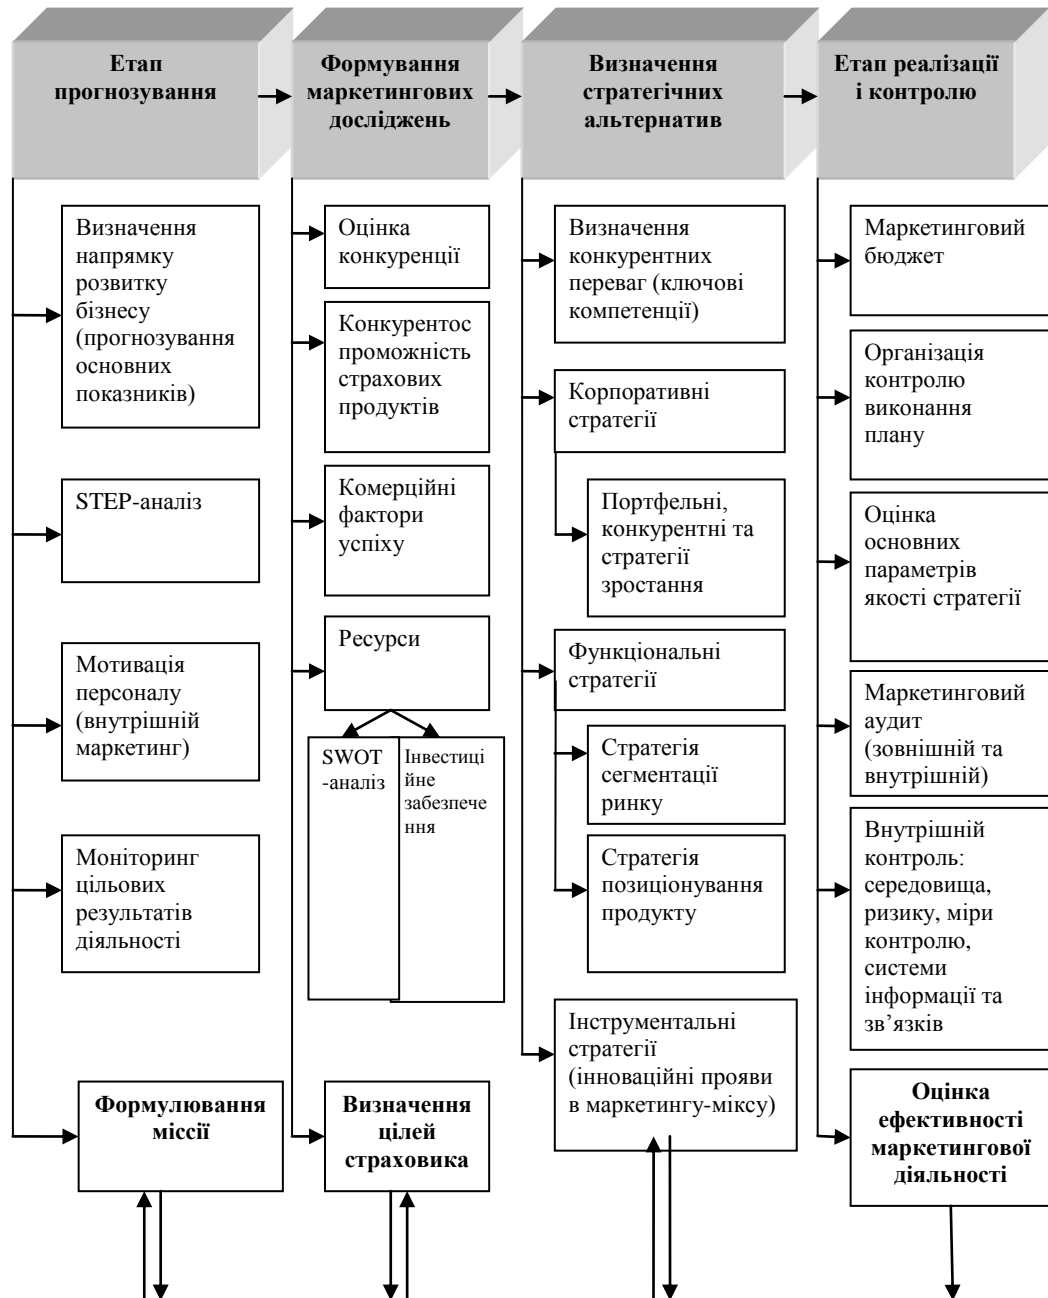 Етап
прогнозування
Формування
маркетингових
досліджень
Визначення
стратегічних
альтернатив
Етап реалізації
і контролю
Визначення
напрямку
розвитку
бізнесу
(прогнозування
основних
показників)
STEP-аналіз
Мотивація
персоналу
(внутрішній
маркетинг)
Моніторинг
цільових
результатів
діяльності
Формулювання
міссії
Оцінка
конкуренції
Конкурентос
проможність
страхових
продуктів
Комерційні
фактори
успіху
Ресурси
SWOT
-аналіз
Інвестиці
йне
забезпече
ння
Визначення
цілей
страховика
Визначення
конкурентних
переваг (ключові
компетенції)
Корпоративні
стратегії
Портфельні,
конкурентні та
стратегії
зростання
Функціональні
стратегії
Стратегія
сегментації
ринку
Стратегія
позиціонування
продукту
Інструментальні
стратегії
(інноваційні прояви
в маркетингу-міксу)
Маркетинговий
бюджет
Організація
контролю
виконання
плану
Оцінка
основних
параметрів
якості стратегії
Маркетинговий
аудит
(зовнішній та
внутрішній)
Внутрішній
контроль:
середовища,
ризику, міри
контролю,
системи
інформації та
зв’язків
Оцінка
ефективності
маркетингової
діяльності